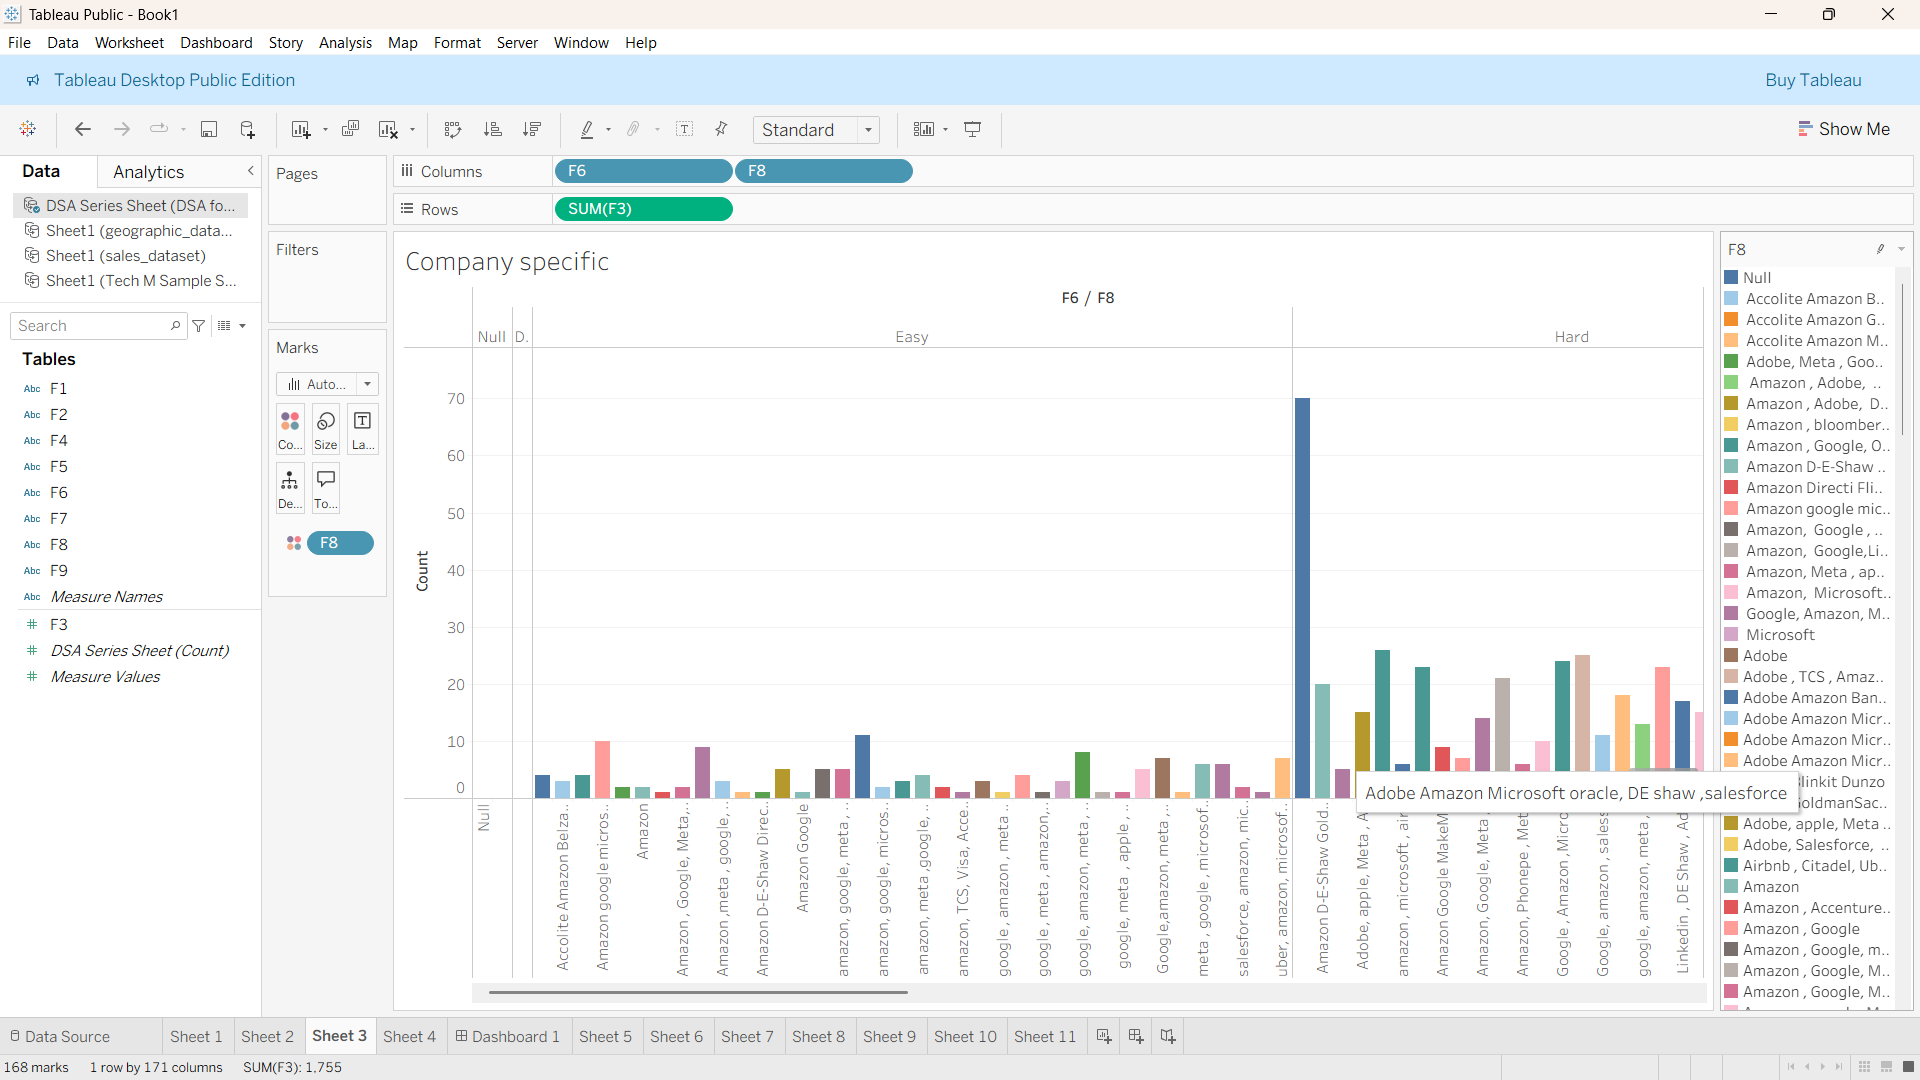 Tableau Public - Book1
File Data Worksheet Dashboard Story Analysis Map Format Server Window Help
Tableau Desktop Public Edition
Buy Tableau
Standard
Show Me
Data
Analytics
DSA Series Sheet (DSA fo...
Sheet1 (geographic_data...
Sheet1 (sales_dataset)
Sheet1 (Tech M Sample S...
Search
Tables
Abc F1
Abc F2
Abc F4
Abc F5
Abc F6
Abc F7
Abc F8
Abc F9
Abc Measure Names
F3
DSA Series Sheet (Count)
Measure Values
Pages
Filters
Marks
Auto...
Co...
Size
La...
De...
To...
F8
Columns
F6
F8
Rows
SUM(F3)
Company specific
F6 / F8
Null
D.
Easy
Hard
Count
70
60
50
40
30
20
10
0
Null
Accolite Amazon Belza..
Amazon google micros..
Amazon
Amazon , Google, Meta,..
Amazon ,meta , google,..
Amazon D-E-Shaw Direc..
Amazon Google
amazon, google, meta , ..
amazon, google, micros..
amazon, meta ,google, ..
amazon, TCS, Visa, Acce..
google , amazon , meta ..
google , meta , amazon,..
google, amazon, meta , ..
google, meta , apple , ..
Google,amazon,meta ,..
meta , google , microsof..
salesforce, amazon, mic..
uber, amazon, microsof..
Amazon D-E-Shaw Gold..
Adobe, apple, Meta , A
amazon , microsoft , air
Amazon Google MakeM
Amazon, Google, Meta
Amazon, Phonepe , Met
Google , Amazon ,Micro
Google, amazon , saless
google, amazon, meta,
Linkedin , DE Shaw , Ad
Adobe Amazon Microsoft oracle, DE shaw ,salesforce
F8
Null
Accolite Amazon B..
Accolite Amazon G..
Accolite Amazon M..
Adobe, Meta , Goo..
Amazon , Adobe, ..
Amazon , Adobe, D..
Amazon , bloomber..
Amazon , Google, O..
Amazon D-E-Shaw ..
Amazon Directi Fli..
Amazon google mic..
Amazon, Google , ..
Amazon, Google,Li..
Amazon, Meta , ap..
Amazon, Microsoft..
Google, Amazon, M..
Microsoft
Adobe
Adobe , TCS , Amaz..
Adobe Amazon Ban..
Adobe Amazon Micr..
Adobe Amazon Micr..
Adobe Amazon Micr..
linkit Dunzo
GoldmanSac..
Adobe, apple, Meta ..
Adobe, Salesforce, ..
Airbnb , Citadel, Ub..
Amazon
Amazon , Accenture..
Amazon , Google
Amazon , Google, m..
Amazon , Google, M..
Amazon , Google, M..
Data Source
Sheet 1
Sheet 2
Sheet 3
Sheet 4
Dashboard 1
Sheet 5
Sheet 6
Sheet 7
Sheet 8
Sheet 9
Sheet 10
Sheet 11
168 marks
1 row by 171 columns
SUM(F3): 1,755